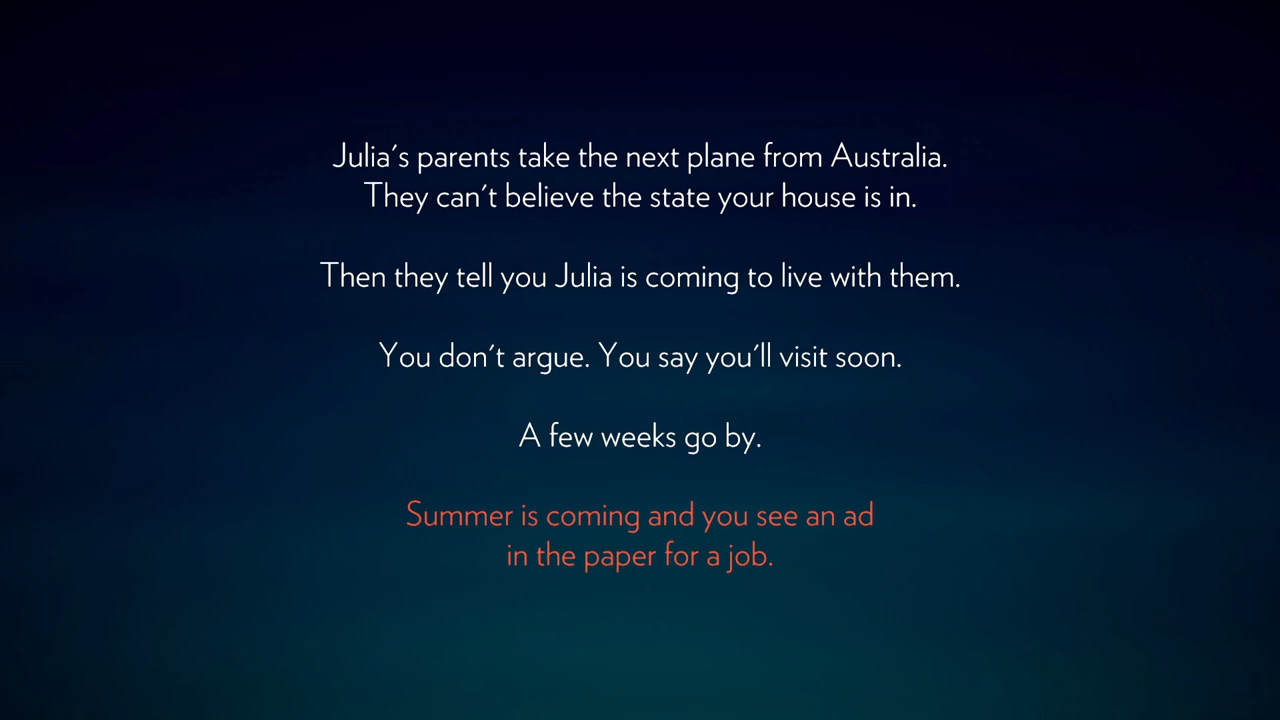 Julia's parents take the next plane from Australia.
They can't believe the state your house is in.
Then they tell you Julia is coming to live with them.
You don't argue. You say you'll visit soon.
A few weeks go by.
Summer is coming and you see an ad
in the paper for a job.